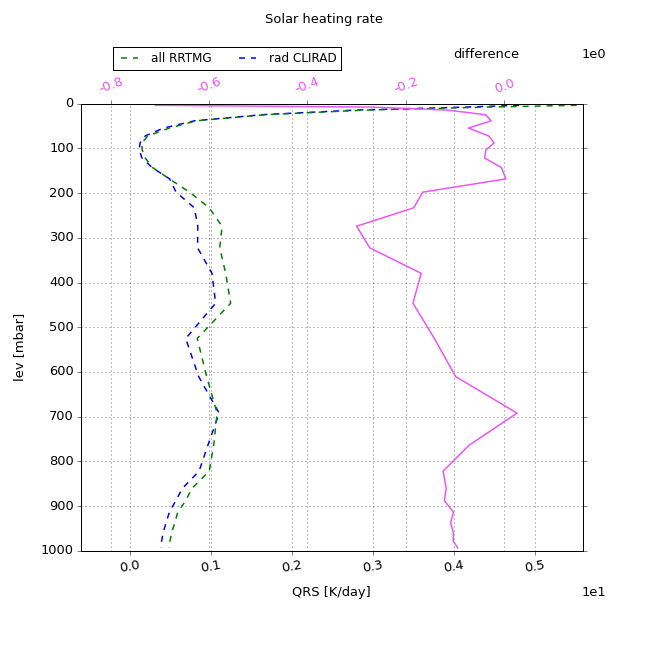 Solar heating rate
all RRTMG
rad CLIRAD
difference
1e0
-0.8
-0.6
-0.4
-0.2
0.0
0
100
200
300
400
500
600
700
800
900
1000
lev [mbar]
0.0
0.1
0.2
0.3
0.4
0.5
QRS [K/day]
1e1